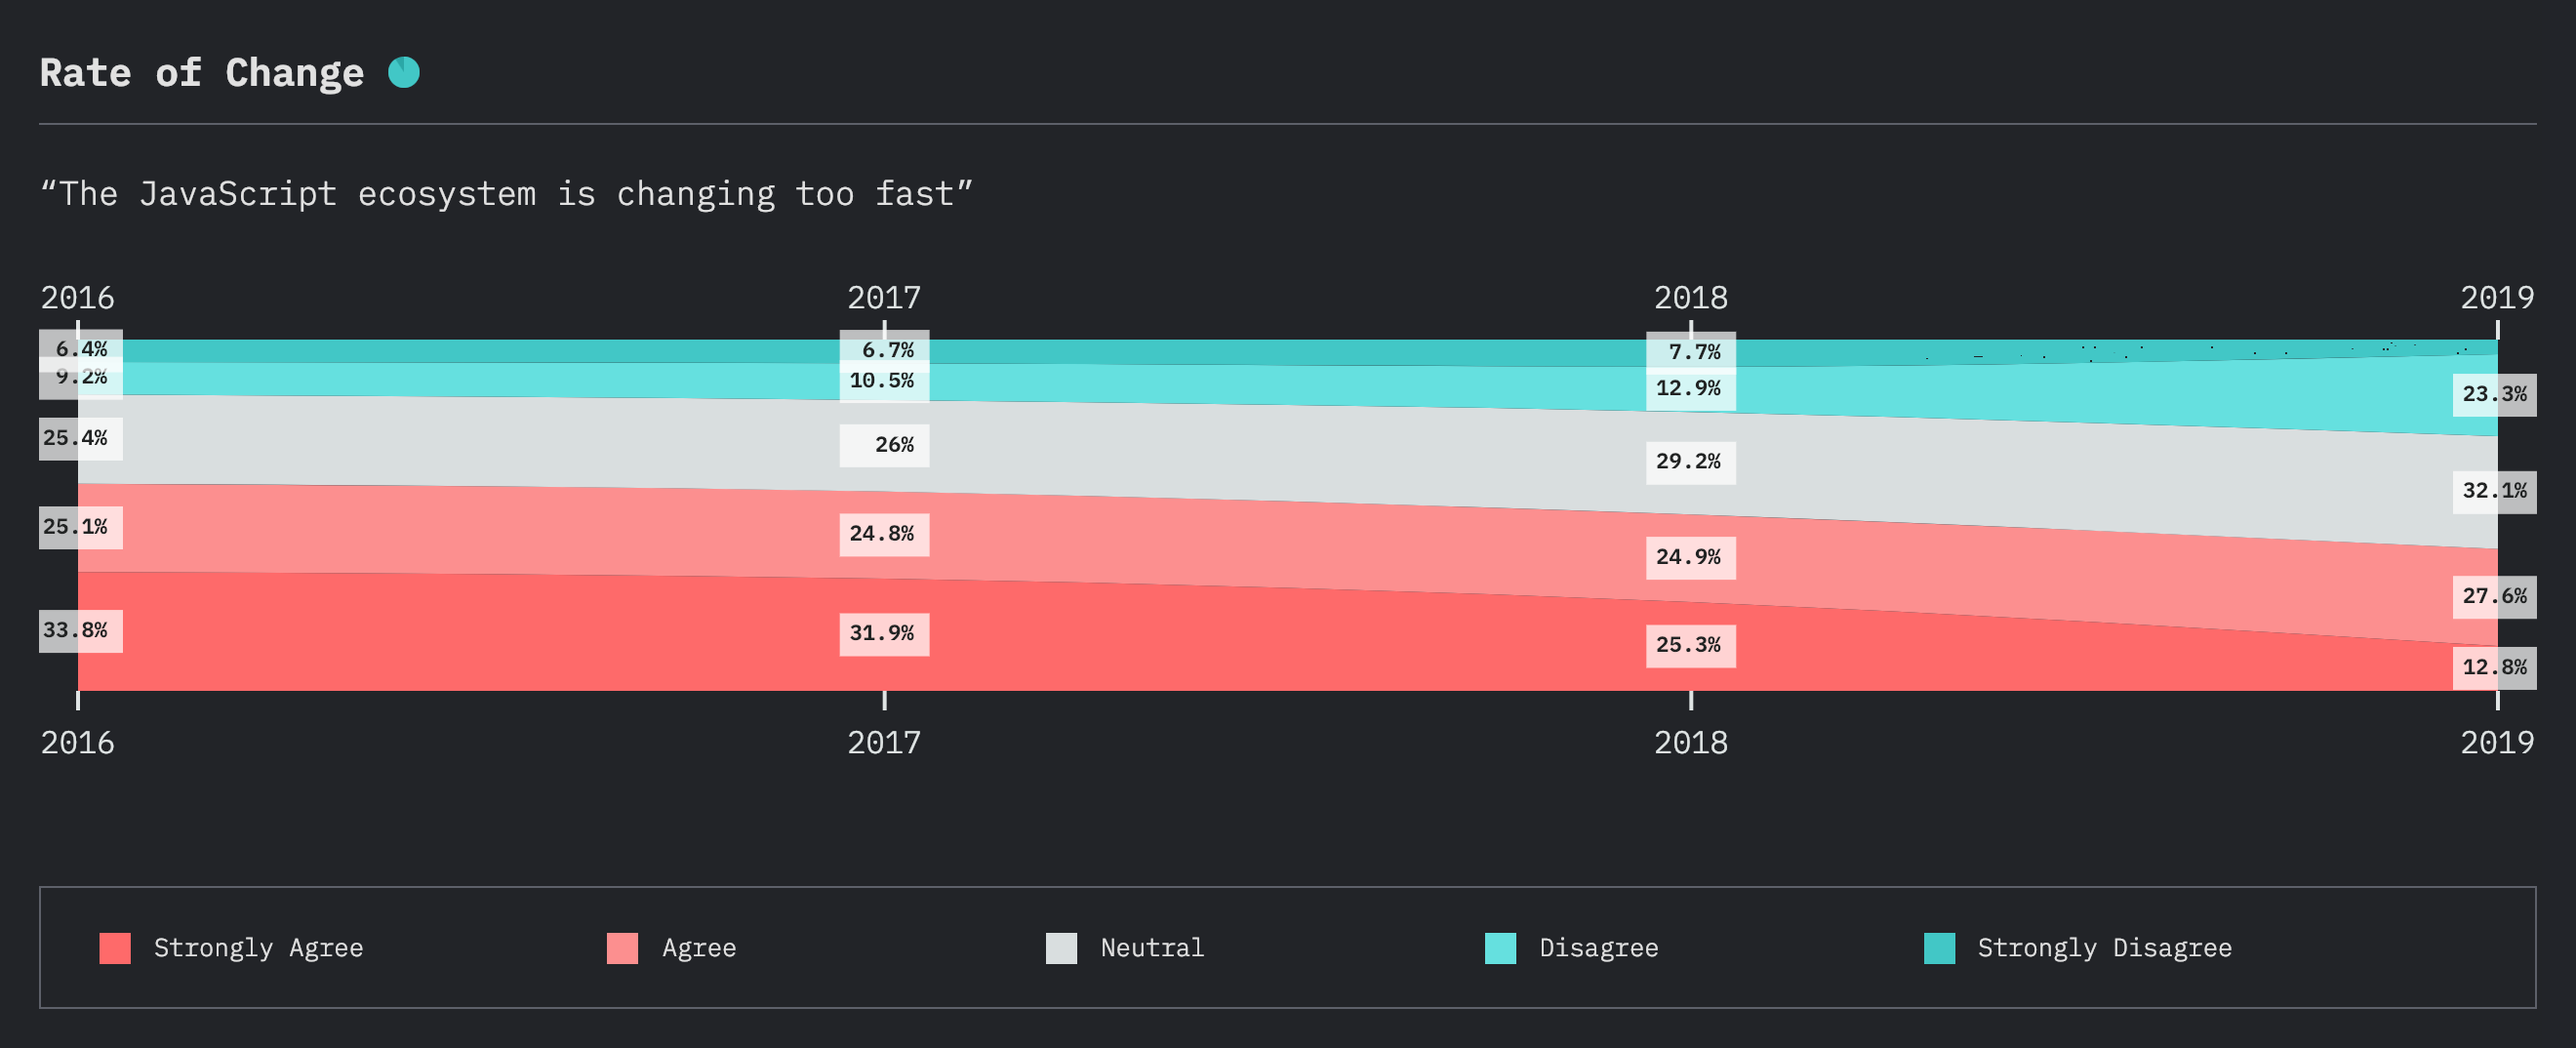 Rate of Change
“The JavaScript ecosystem is changing too fast”
2016 2017 2018 2019
6.4% 6.7% 7.7%
9.2% 10.5% 12.9% 23.3%
25.4% 26% 29.2% 32.1%
25.1% 24.8% 24.9% 27.6%
33.8% 31.9% 25.3% 12.8%
2016 2017 2018 2019
Strongly Agree Agree Neutral Disagree Strongly Disagree